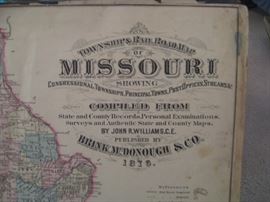 TOWNSHIP & RAIL ROAD MAP
OF
MISSOURI
SHOWING
CONGRESSIONAL TOWNSHIPS, PRINCIPAL TOWNS, POST OFFICES, STREAMS &c
COMPILED FROM
State and County Records, Personal Examinations,
Surveys and Authentic State and County Maps,
BY JOHN R. WILLIAMS, C.E.
PUBLISHED BY
BRINK McDONOUGH & CO.
1876.